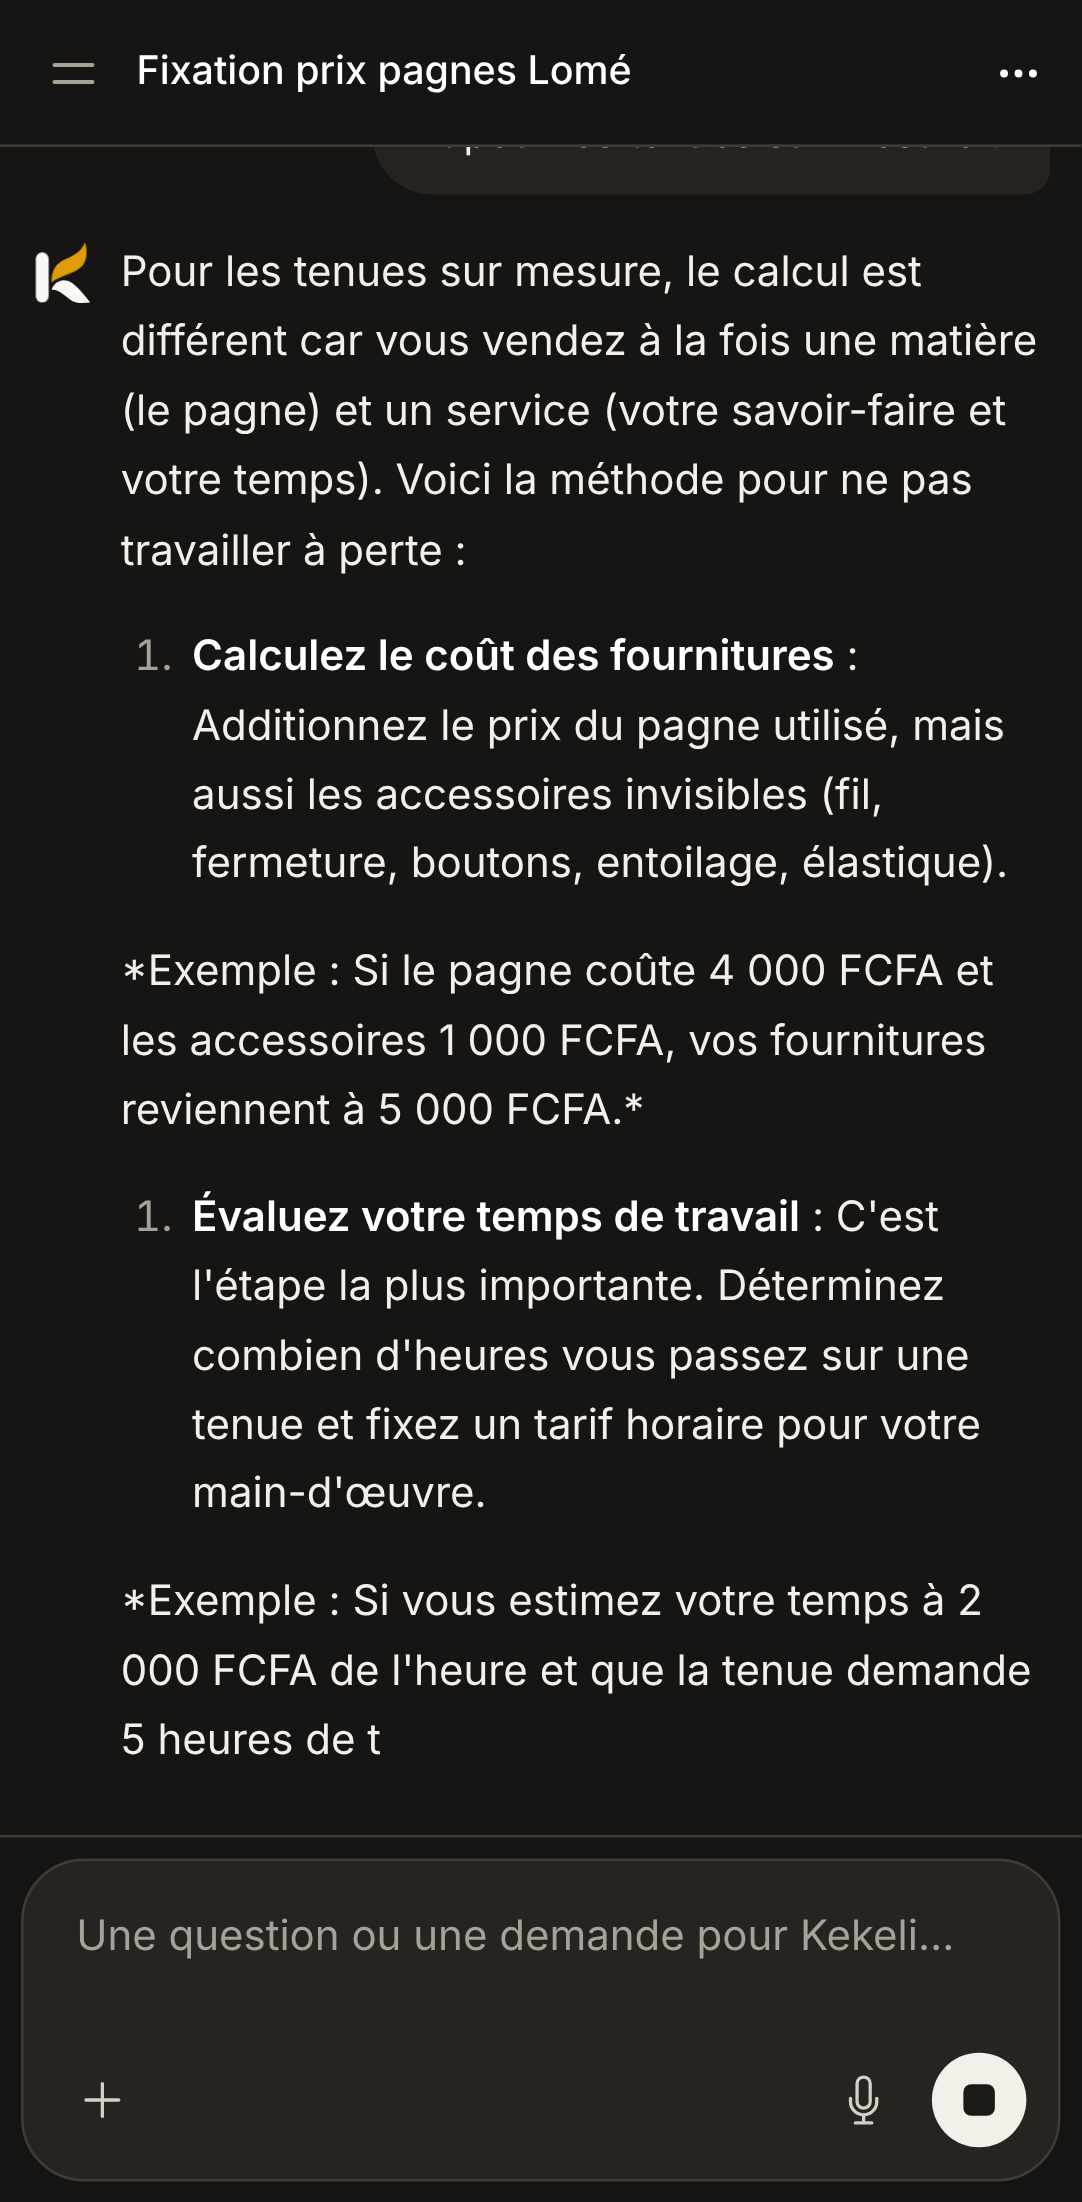 Fixation prix pagnes Lomé
Pour les tenues sur mesure, le calcul est
différent car vous vendez à la fois une matière
(le pagne) et un service (votre savoir-faire et
votre temps). Voici la méthode pour ne pas
travailler à perte :
1. Calculez le coût des fournitures :
Additionnez le prix du pagne utilisé, mais
aussi les accessoires invisibles (fil,
fermeture, boutons, entoilage, élastique).
*Exemple : Si le pagne coûte 4 000 FCFA et
les accessoires 1 000 FCFA, vos fournitures
reviennent à 5 000 FCFA.*
1. Évaluez votre temps de travail : C'est
l'étape la plus importante. Déterminez
combien d'heures vous passez sur une
tenue et fixez un tarif horaire pour votre
main-d'œuvre.
*Exemple : Si vous estimez votre temps à 2
000 FCFA de l'heure et que la tenue demande
5 heures de t
Une question ou une demande pour Kekeli...